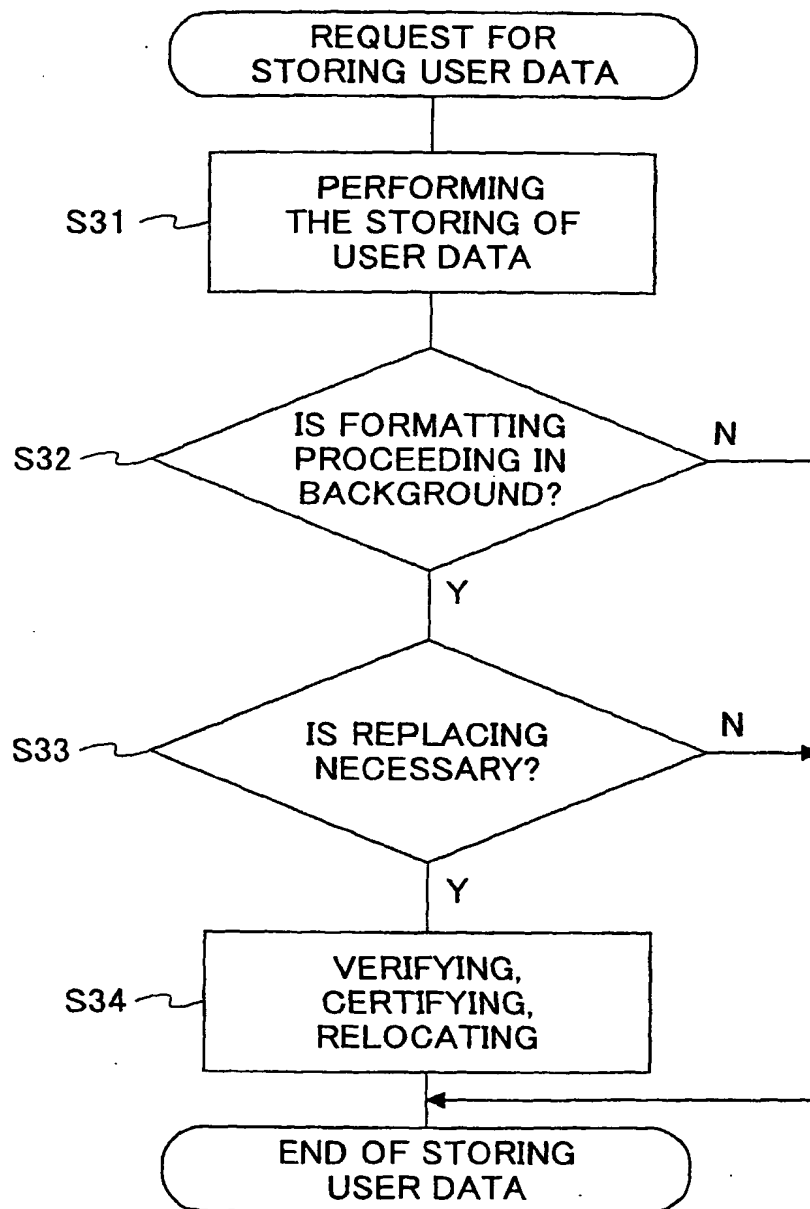 REQUEST FOR
STORING USER DATA
PERFORMING
THE STORING OF
USER DATA
S31
IS FORMATTING
PROCEEDING IN
BACKGROUND?
N
S32
Y
IS REPLACING
NECESSARY?
N
S33
Y
VERIFYING,
CERTIFYING,
RELOCATING
S34
END OF STORING
USER DATA